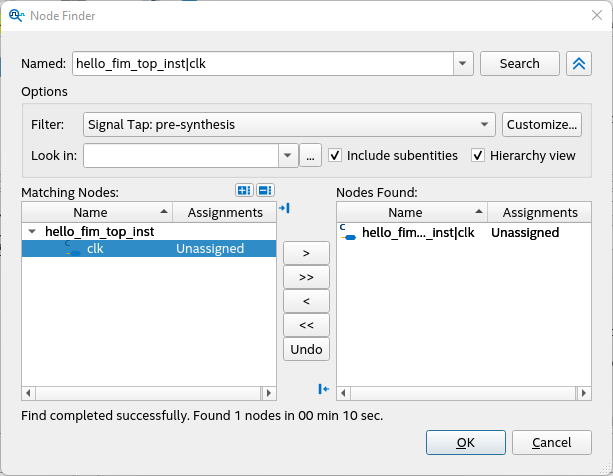 Node Finder
Named: hello_fim_top_inst|clk Search
Options
Filter: Signal Tap: pre-synthesis Customize...
Look in: ... Include subentities Hierarchy view
Matching Nodes: Nodes Found:
Name Assignments Name Assignments
hello_fim_top_inst C hello_fim..._inst|clk Unassigned
C clk Unassigned
>
>>
<
<<
Undo
Find completed successfully. Found 1 nodes in 00 min 10 sec.
OK Cancel